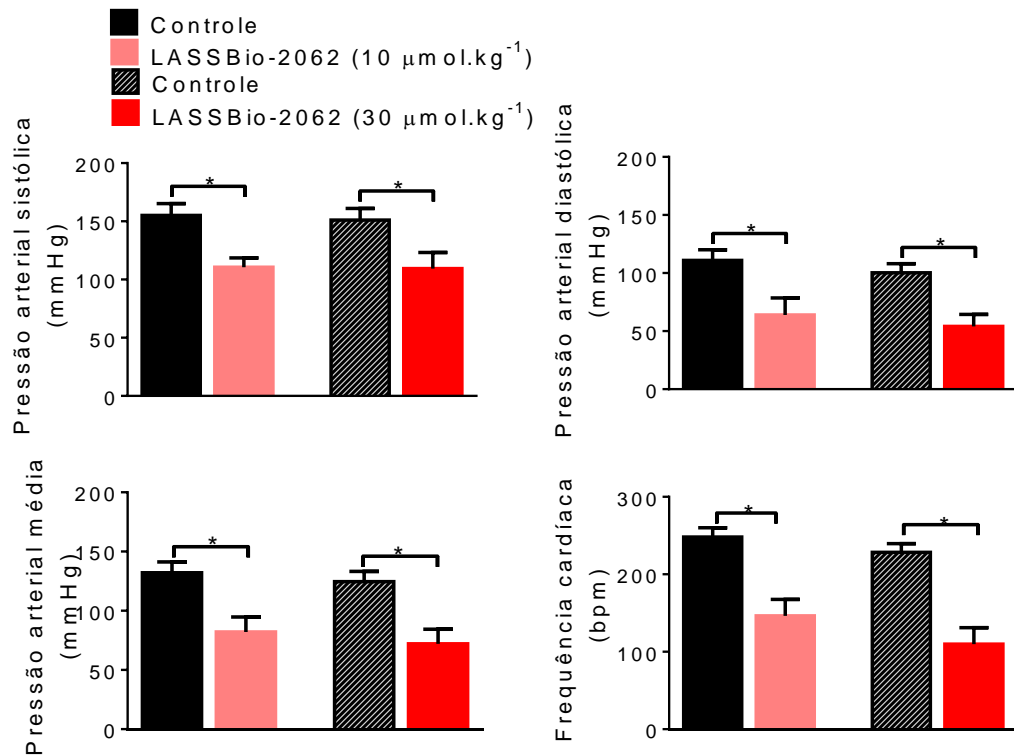 Controle
LASSBio-2062 (10 μmol.kg⁻¹)
Controle
LASSBio-2062 (30 μmol.kg⁻¹)
Pressão arterial sistólica
(mmHg)
200
150
100
50
0
*
*
Pressão arterial diastólica
(mmHg)
200
150
100
50
0
*
*
Pressão arterial média
(mmHg)
200
150
100
50
0
*
*
Frequência cardíaca
(bpm)
300
200
100
0
*
*